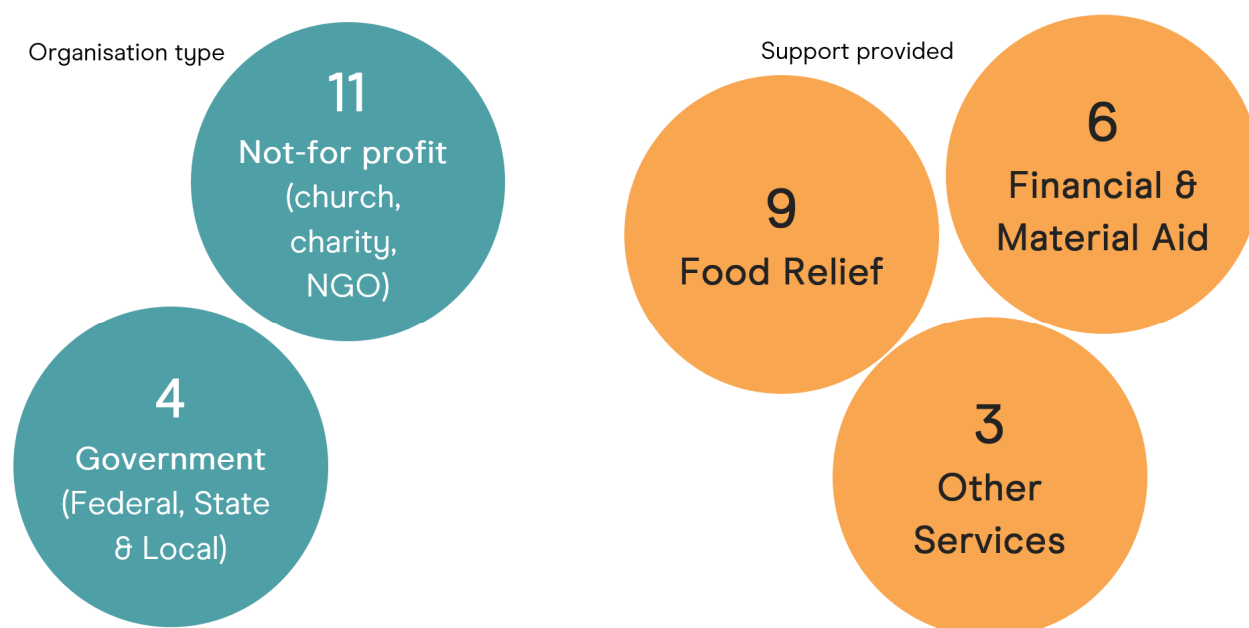 Organisation type
11
Not-for profit
(church,
charity,
NGO)
4
Government
(Federal, State
& Local)
Support provided
9
Food Relief
6
Financial &
Material Aid
3
Other
Services